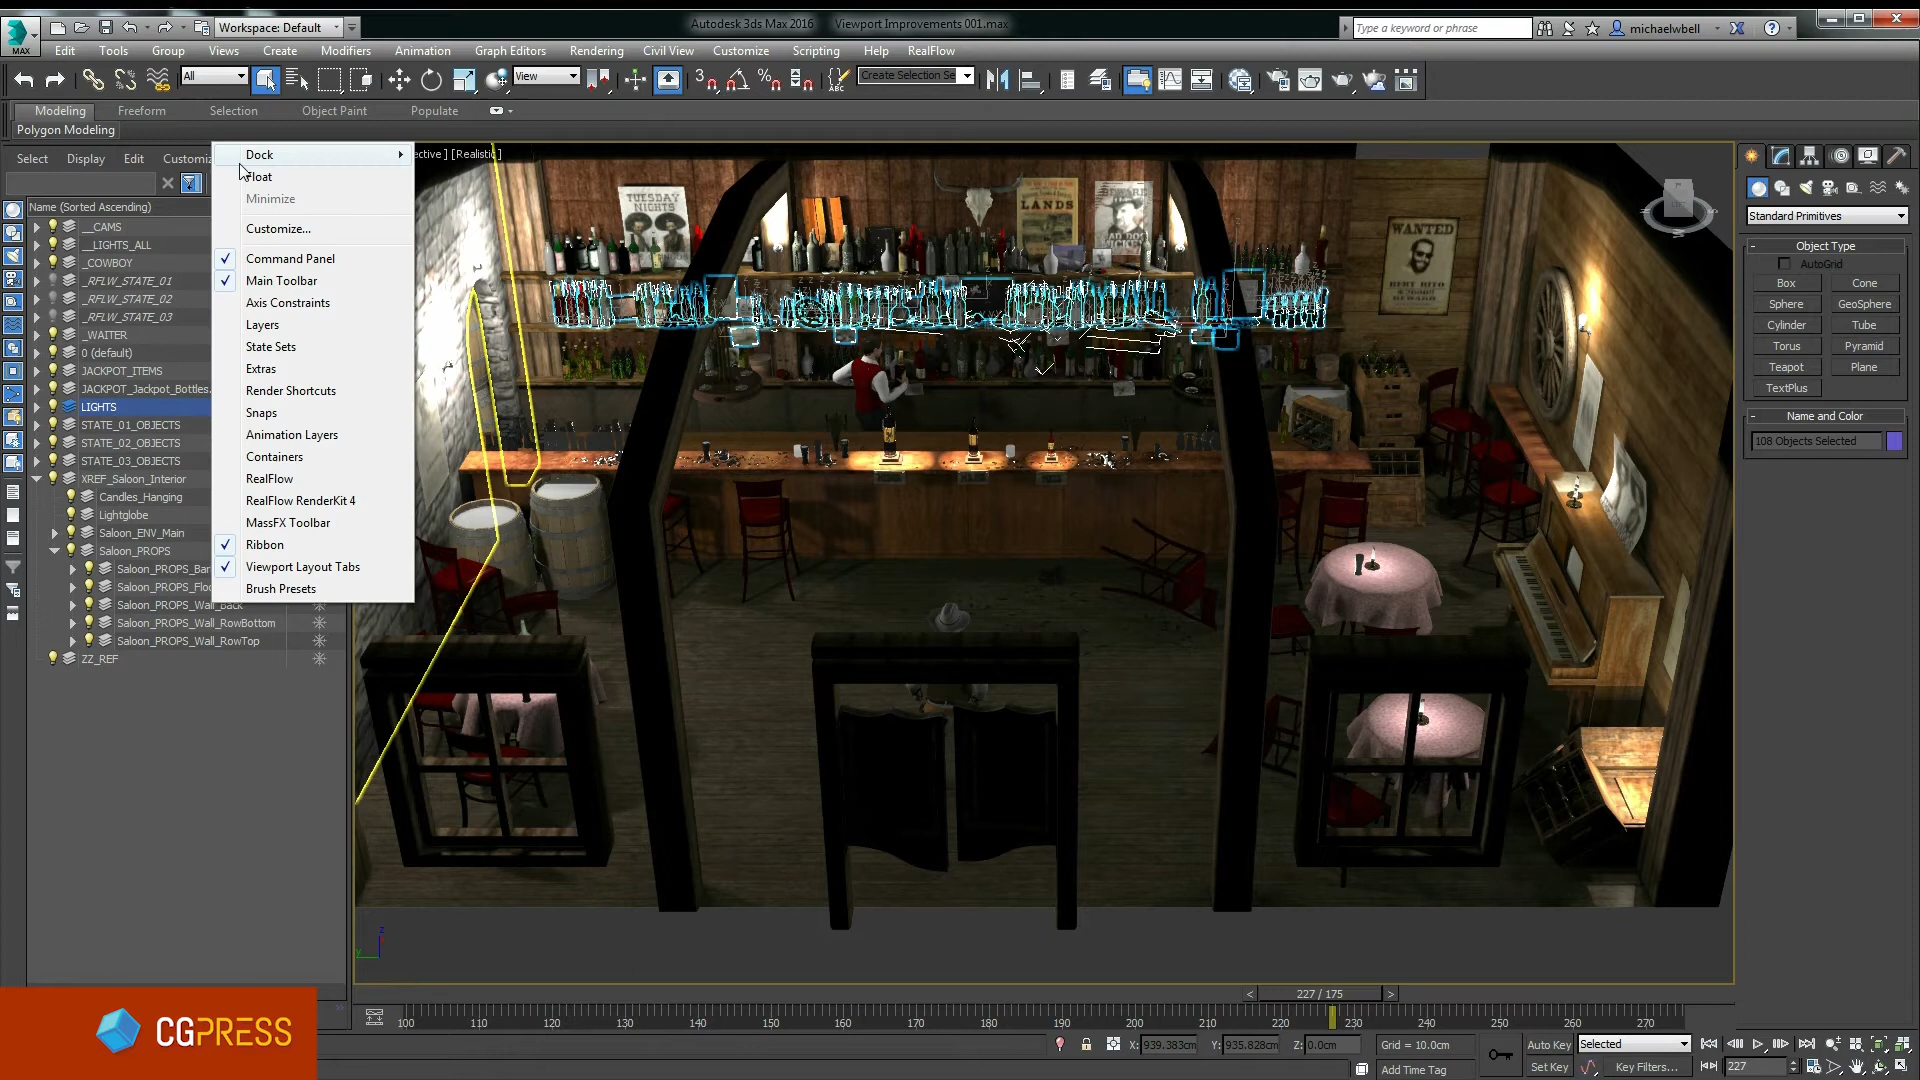 Workspace: Default
Autodesk 3ds Max 2016    Viewport Improvements 001.max
Type a keyword or phrase
michaelwbell
MAX
Edit Tools Group Views Create Modifiers Animation Graph Editors Rendering Civil View Customize Scripting Help RealFlow
All
View
3
ABC
Create Selection Se
Modeling Freeform Selection Object Paint Populate
Polygon Modeling
Select Display Edit Customiz
ective ] [Realistic ]
Name (Sorted Ascending)
__CAMS
__LIGHTS_ALL
_COWBOY
_RFLW_STATE_01
_RFLW_STATE_02
_RFLW_STATE_03
_WAITER
0 (default)
JACKPOT_ITEMS
JACKPOT_Jackpot_Bottles.
LIGHTS
STATE_01_OBJECTS
STATE_02_OBJECTS
STATE_03_OBJECTS
XREF_Saloon_Interior
Candles_Hanging
Lightglobe
Saloon_ENV_Main
Saloon_PROPS
Saloon_PROPS_Bar
Saloon_PROPS_Floo
Saloon_PROPS_Wall_Back
Saloon_PROPS_Wall_RowBottom
Saloon_PROPS_Wall_RowTop
ZZ_REF
Dock
Float
Minimize
Customize...
Command Panel
Main Toolbar
Axis Constraints
Layers
State Sets
Extras
Render Shortcuts
Snaps
Animation Layers
Containers
RealFlow
RealFlow RenderKit 4
MassFX Toolbar
Ribbon
Viewport Layout Tabs
Brush Presets
TUESDAY
NIGHTS
LANDS
WANTED
Standard Primitives
Object Type
AutoGrid
Box Cone
Sphere GeoSphere
Cylinder Tube
Torus Pyramid
Teapot Plane
TextPlus
Name and Color
108 Objects Selected
z
y
< 227 / 175 >
100 110 120 130 140 150 160 170 180 190 200 210 220 230 240 250 260 270
X: 939.383cm Y: 935.828cm Z: 0.0cm Grid = 10.0cm
Auto Key Selected
Add Time Tag
Set Key Key Filters... 227
CGPRESS